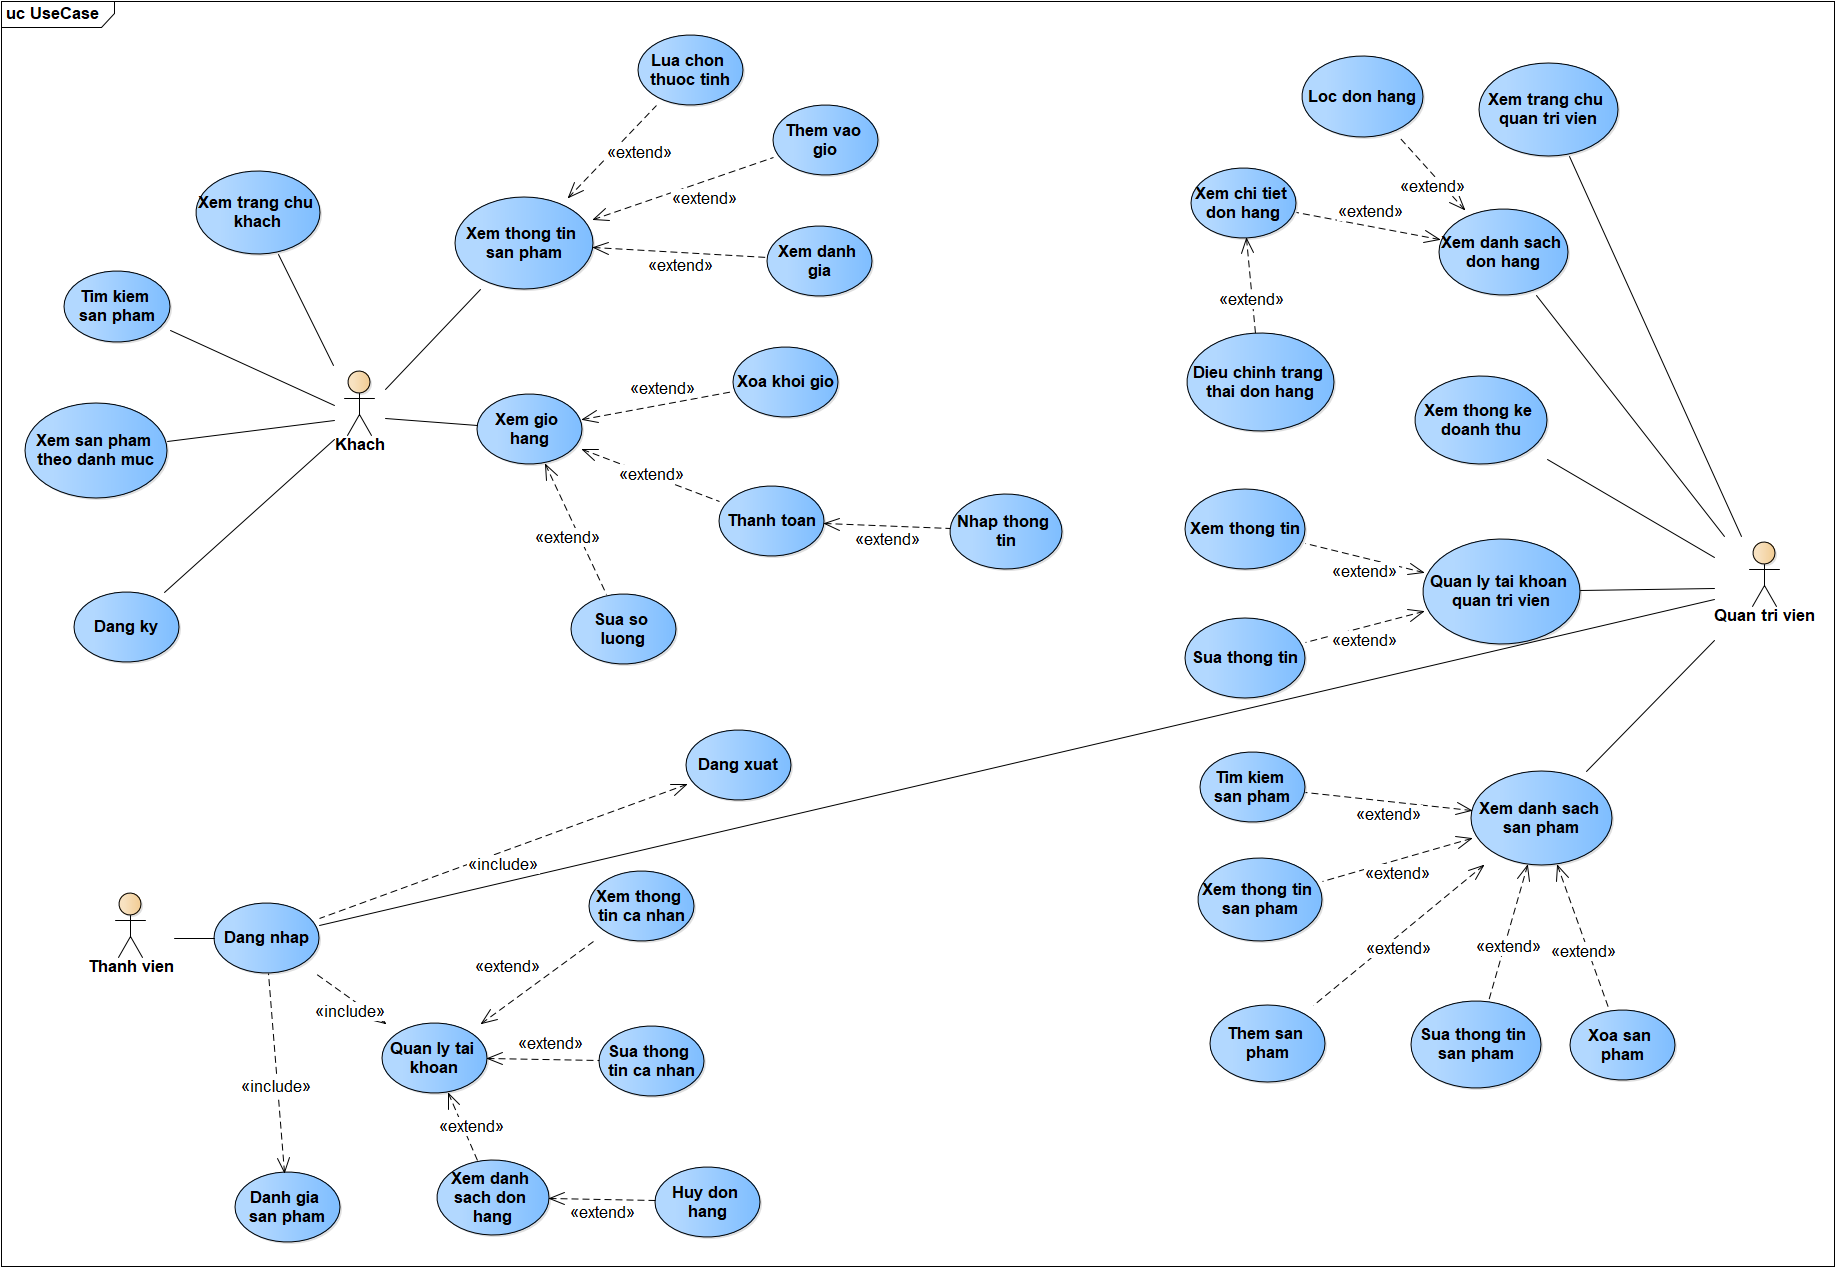 uc UseCase
Lua chon
thuoc tinh
«extend»
Them vao
gio
«extend»
Xem trang chu
khach
Xem thong tin
san pham
Xem danh
gia
«extend»
Tim kiem
san pham
Xem san pham
theo danh muc
Khach
Xem gio
hang
Xoa khoi gio
«extend»
«extend»
Thanh toan
Nhap thong
tin
«extend»
«extend»
Sua so
luong
Dang ky
Loc don hang
Xem trang chu
quan tri vien
«extend»
Xem chi tiet
don hang
«extend»
Xem danh sach
don hang
«extend»
Dieu chinh trang
thai don hang
Xem thong ke
doanh thu
Xem thong tin
«extend»
Quan ly tai khoan
quan tri vien
Quan tri vien
«extend»
Sua thong tin
Dang xuat
«include»
Xem thong
tin ca nhan
Thanh vien
Dang nhap
«extend»
«include»
Quan ly tai
khoan
«extend»
Sua thong
tin ca nhan
«include»
«extend»
Danh gia
san pham
Xem danh
sach don
hang
«extend»
Huy don
hang
Tim kiem
san pham
«extend»
Xem danh sach
san pham
Xem thong tin
san pham
«extend»
«extend»
«extend»
«extend»
Them san
pham
Sua thong tin
san pham
Xoa san
pham